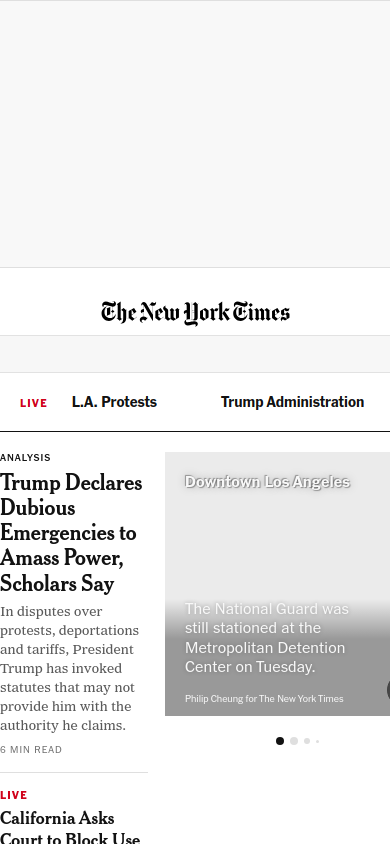 The New York Times
LIVE
L.A. Protests
Trump Administration
ANALYSIS
Trump Declares
Dubious
Emergencies to
Amass Power,
Scholars Say
In disputes over
protests, deportations
and tariffs, President
Trump has invoked
statutes that may not
provide him with the
authority he claims.
6 MIN READ
LIVE
California Asks
Court to Block Use
Downtown Los Angeles
The National Guard was
still stationed at the
Metropolitan Detention
Center on Tuesday.
Philip Cheung for The New York Times